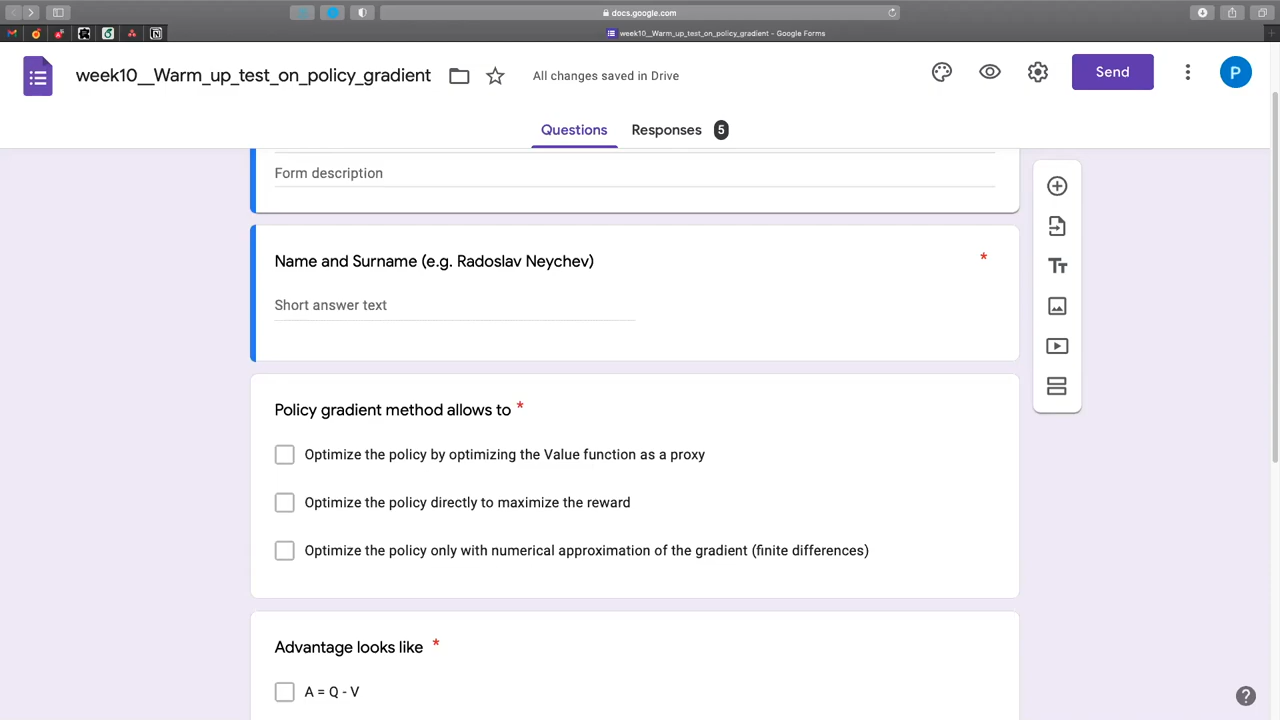 docs.google.com
week10__Warm_up_test_on_policy_gradient - Google Forms
week10__Warm_up_test_on_policy_gradient
All changes saved in Drive
Send
P
Questions
Responses
5
Form description
Name and Surname (e.g. Radoslav Neychev) *
Short answer text
Policy gradient method allows to *
Optimize the policy by optimizing the Value function as a proxy
Optimize the policy directly to maximize the reward
Optimize the policy only with numerical approximation of the gradient (finite differences)
Advantage looks like *
A = Q - V